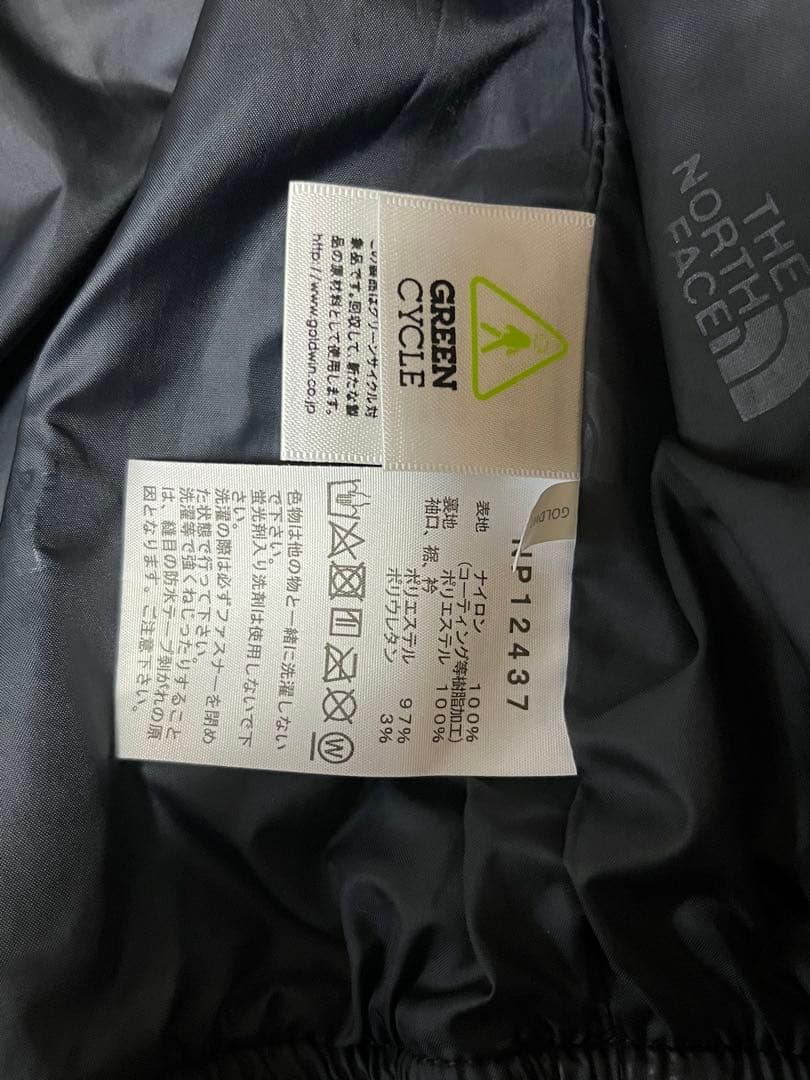 THE
NORTH
FACE
GREEN
CYCLE
この製品はグリーンサイクル対
象品です。回収して、新たな製
品の原材料として使用します。
http://www.goldwin.co.jp
GOLDW
NP12437
表地 ナイロン 100%
(コーティング等樹脂加工)
裏地 ポリエステル 100%
袖口、裾、衿
ポリエステル 97%
ポリウレタン 3%
W
色物は他の物と一緒に洗濯しない
で下さい。
蛍光剤入り洗剤は使用しないで下
さい。
洗濯の際は必ずファスナーを閉め
た状態で行って下さい。
洗濯等で強くねじったりすること
は、縫目の防水テープ剥がれの原
因となります。ご注意下さい。